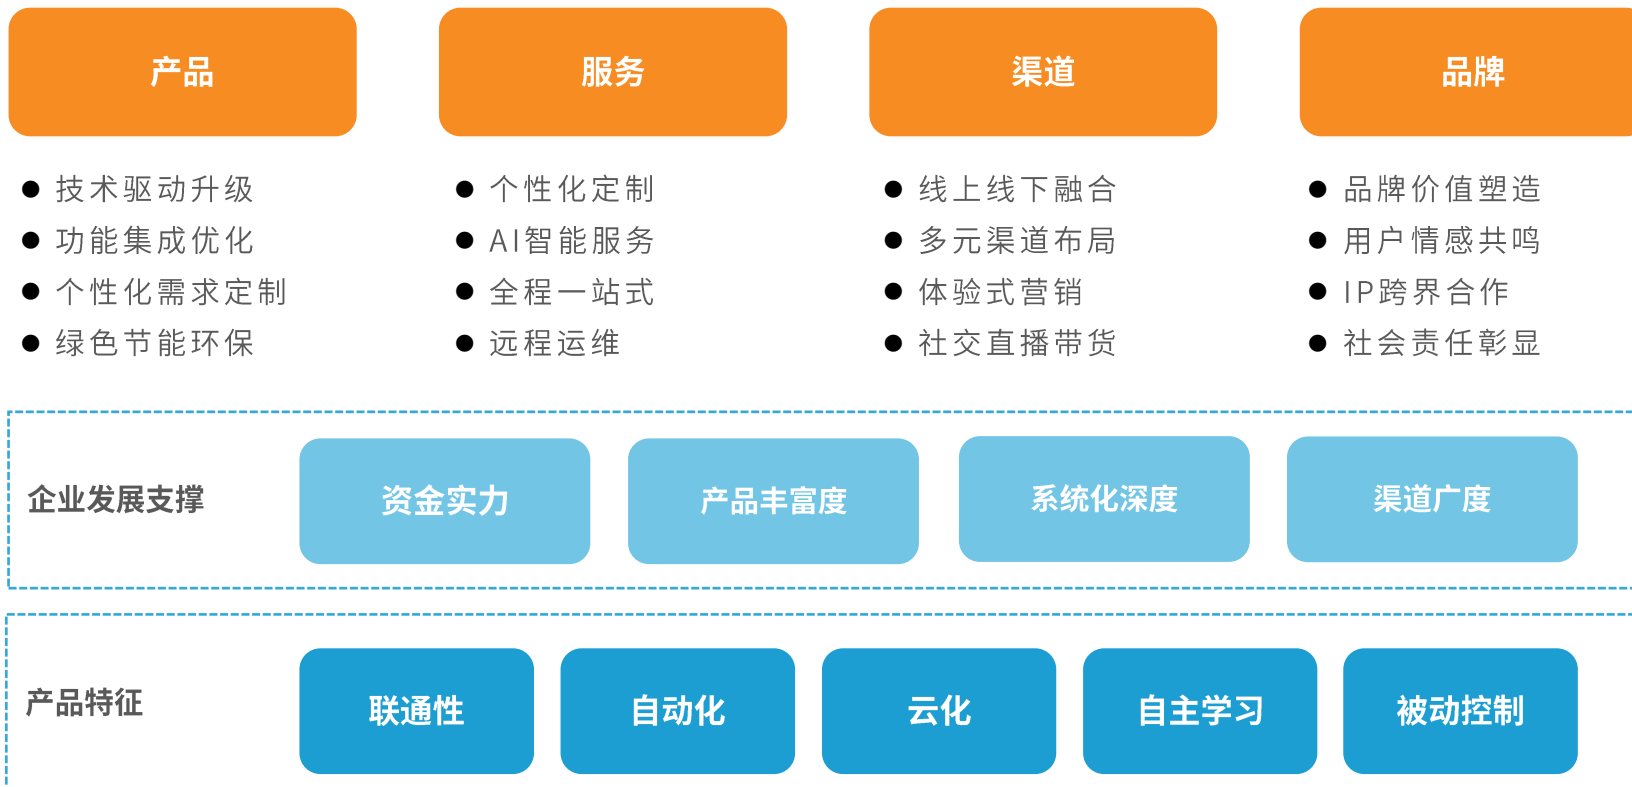 产品
服务
渠道
品牌
技术驱动升级
功能集成优化
个性化需求定制
绿色节能环保
个性化定制
AI智能服务
全程一站式
远程运维
线上线下融合
多元渠道布局
体验式营销
社交直播带货
品牌价值塑造
用户情感共鸣
IP跨界合作
社会责任彰显
企业发展支撑
资金实力
产品丰富度
系统化深度
渠道广度
产品特征
联通性
自动化
云化
自主学习
被动控制